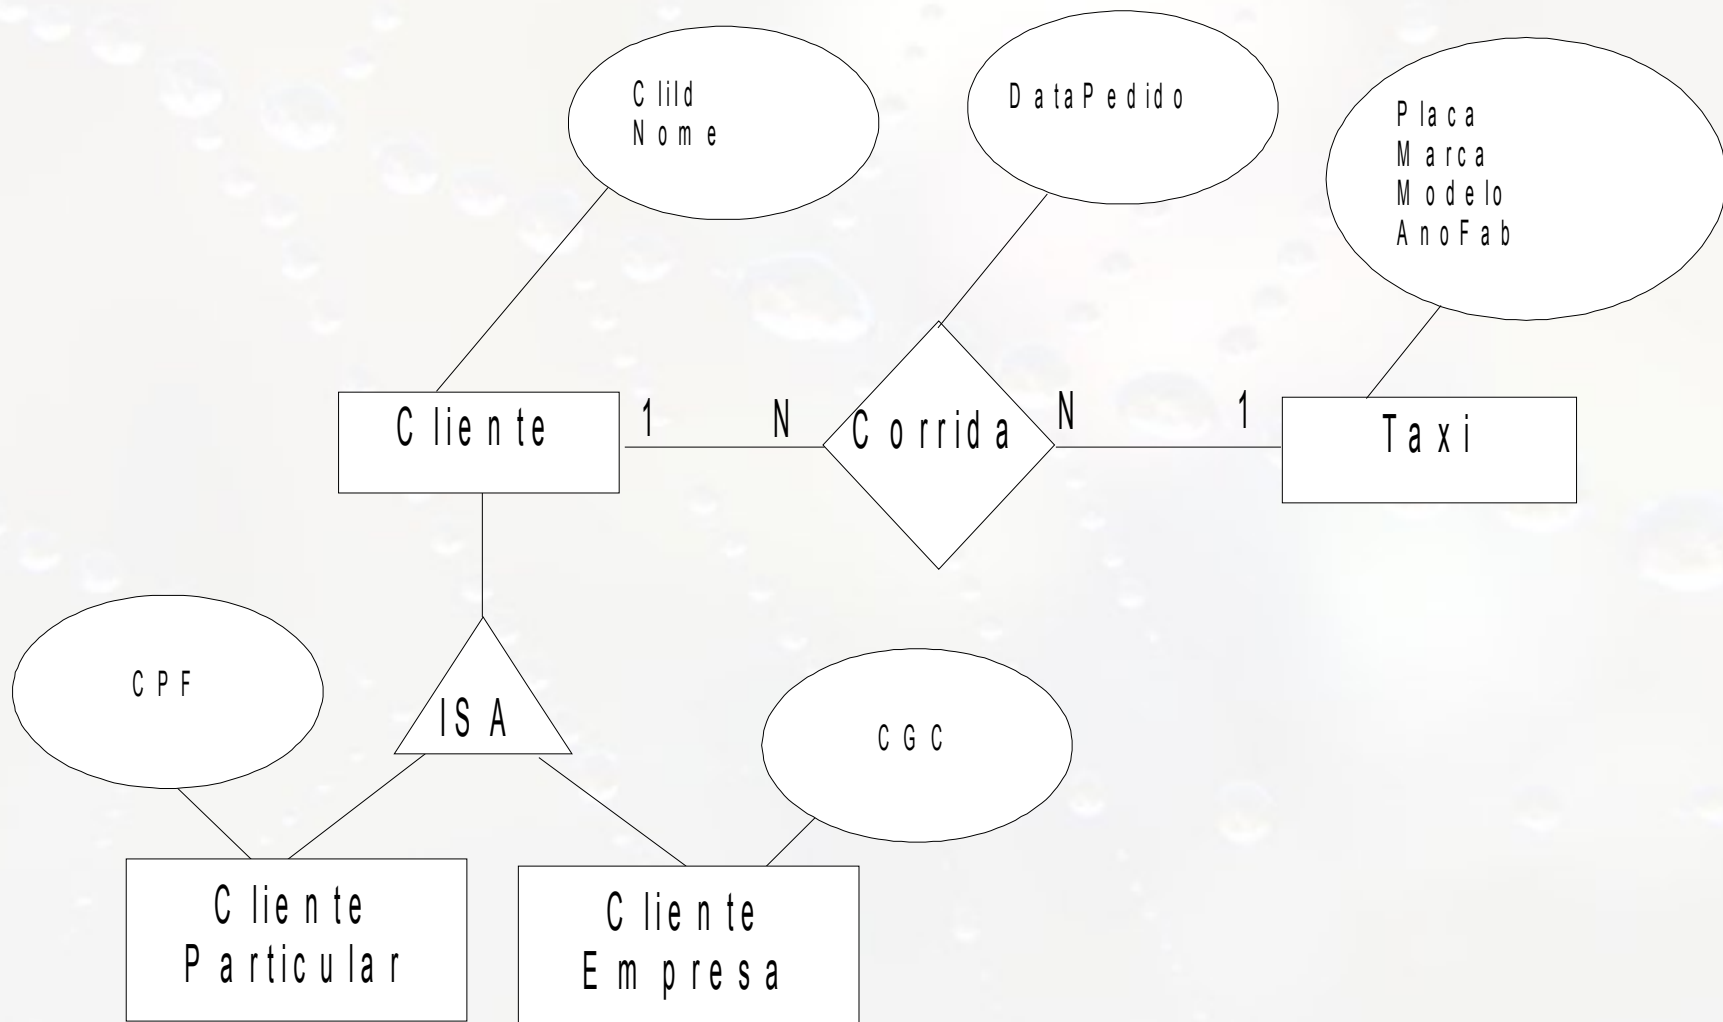 CliId
Nome
DataPedido
Placa
Marca
Modelo
AnoFab
Cliente
1
N
Corrida
N
1
Taxi
CPF
ISA
CGC
Cliente
Particular
Cliente
Empresa